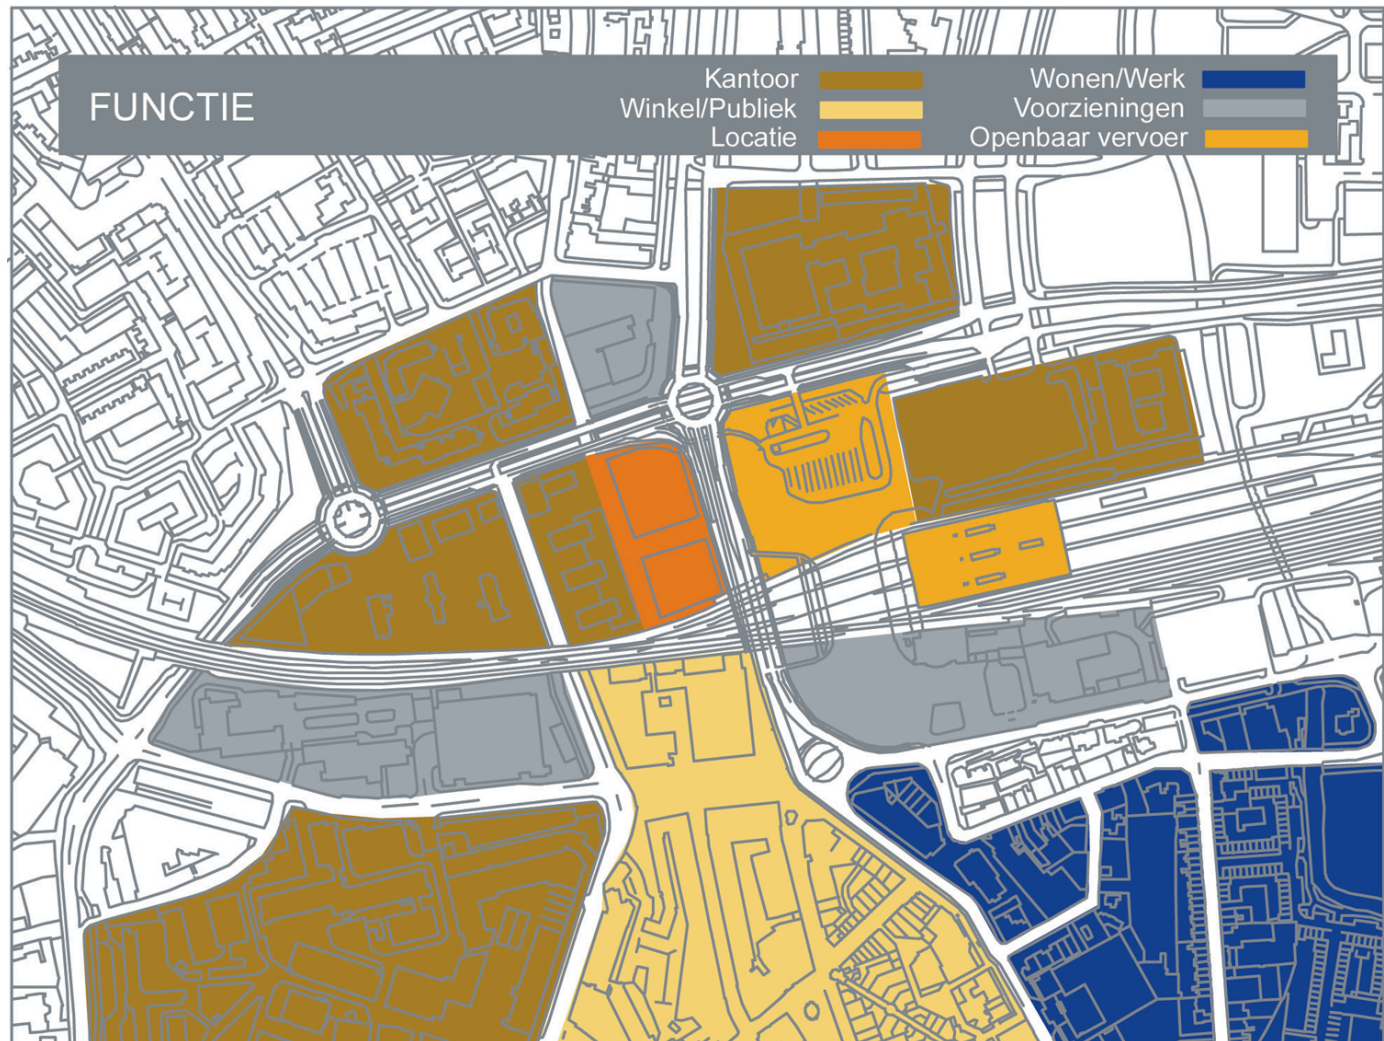 FUNCTIE
Kantoor
Winkel/Publiek
Locatie
Wonen/Werk
Voorzieningen
Openbaar vervoer